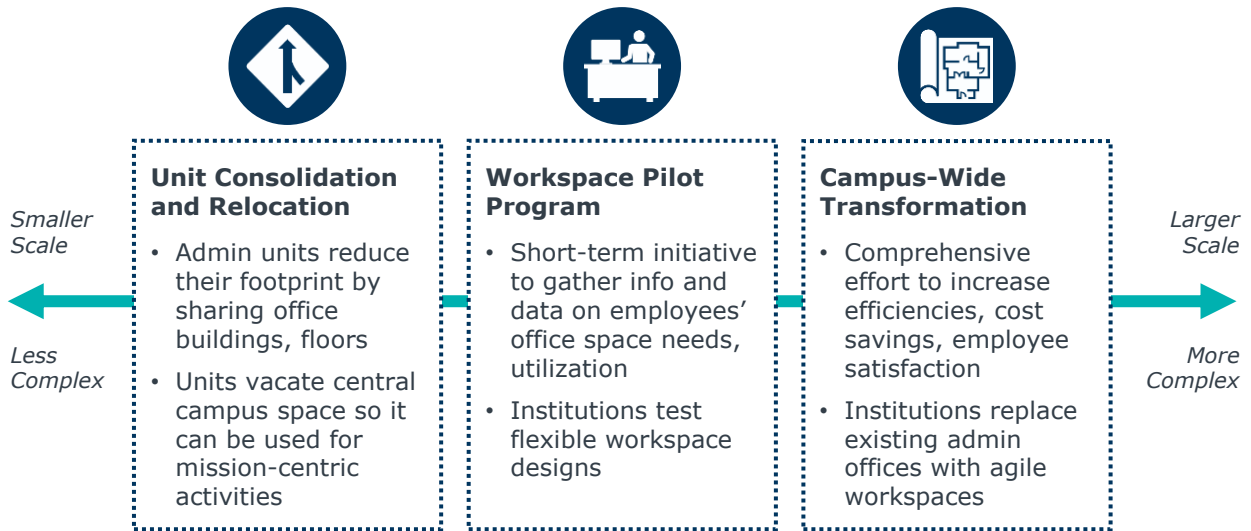 Smaller
Scale
Less
Complex
Unit Consolidation
and Relocation
• Admin units reduce
their footprint by
sharing office
buildings, floors
• Units vacate central
campus space so it
can be used for
mission-centric
activities
Workspace Pilot
Program
• Short-term initiative
to gather info and
data on employees’
office space needs,
utilization
• Institutions test
flexible workspace
designs
Campus-Wide
Transformation
• Comprehensive
effort to increase
efficiencies, cost
savings, employee
satisfaction
• Institutions replace
existing admin
offices with agile
workspaces
Larger
Scale
More
Complex